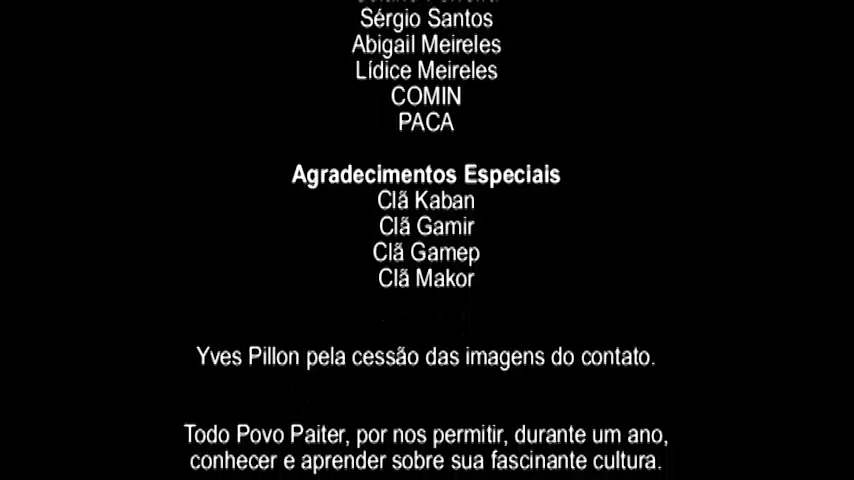 Sérgio Santos
Abigail Meireles
Lídice Meireles
COMIN
PACA
Agradecimentos Especiais
Clã Kaban
Clã Gamir
Clã Gamep
Clã Makor
Yves Pillon pela cessão das imagens do contato.
Todo Povo Paiter, por nos permitir, durante um ano,
conhecer e aprender sobre sua fascinante cultura.